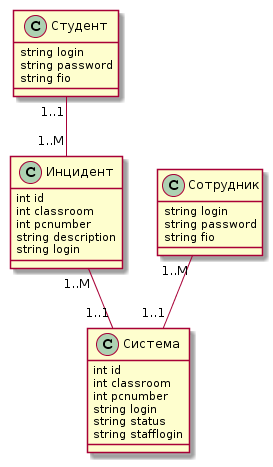 C Студент
string login
string password
string fio
1..1
1..M
C Инцидент
int id
int classroom
int pcnumber
string description
string login
C Сотрудник
string login
string password
string fio
1..M
1..M
1..1
1..1
C Система
int id
int classroom
int pcnumber
string login
string status
string stafflogin